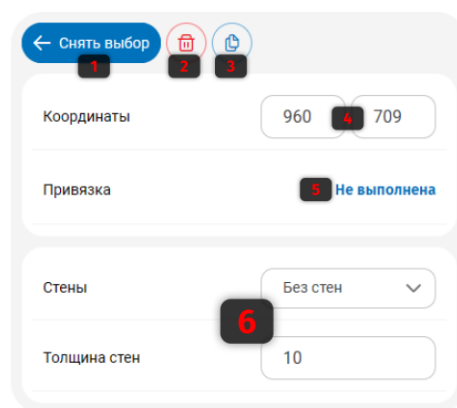 ← Снять выбор
1
2
3
Координаты
960
4
709
Привязка
5
Не выполнена
Стены
Без стен
6
Толщина стен
10